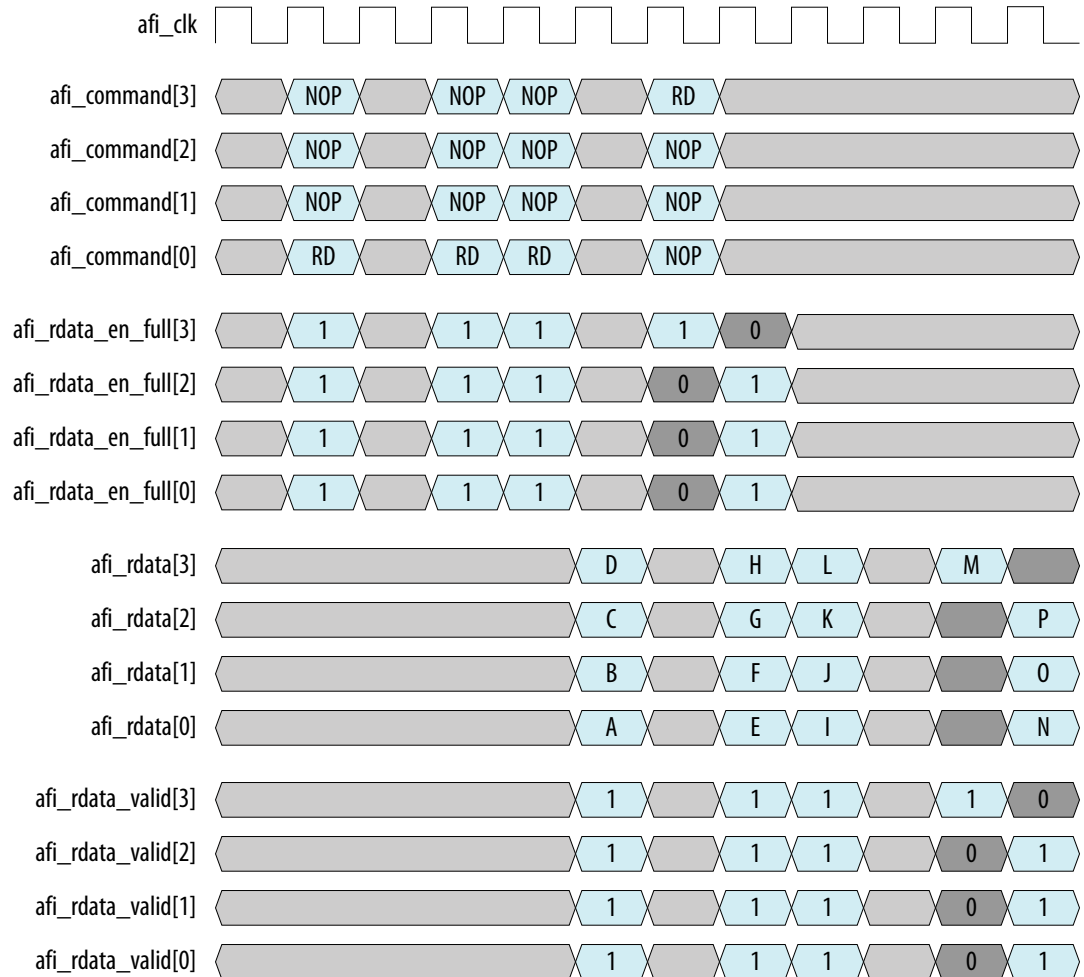 afi_clk
afi_command[3] NOP NOP NOP RD
afi_command[2] NOP NOP NOP NOP
afi_command[1] NOP NOP NOP NOP
afi_command[0] RD RD RD NOP
afi_rdata_en_full[3] 1 1 1 1 0
afi_rdata_en_full[2] 1 1 1 0 1
afi_rdata_en_full[1] 1 1 1 0 1
afi_rdata_en_full[0] 1 1 1 0 1
afi_rdata[3] D H L M
afi_rdata[2] C G K P
afi_rdata[1] B F J O
afi_rdata[0] A E I N
afi_rdata_valid[3] 1 1 1 1 0
afi_rdata_valid[2] 1 1 1 0 1
afi_rdata_valid[1] 1 1 1 0 1
afi_rdata_valid[0] 1 1 1 0 1